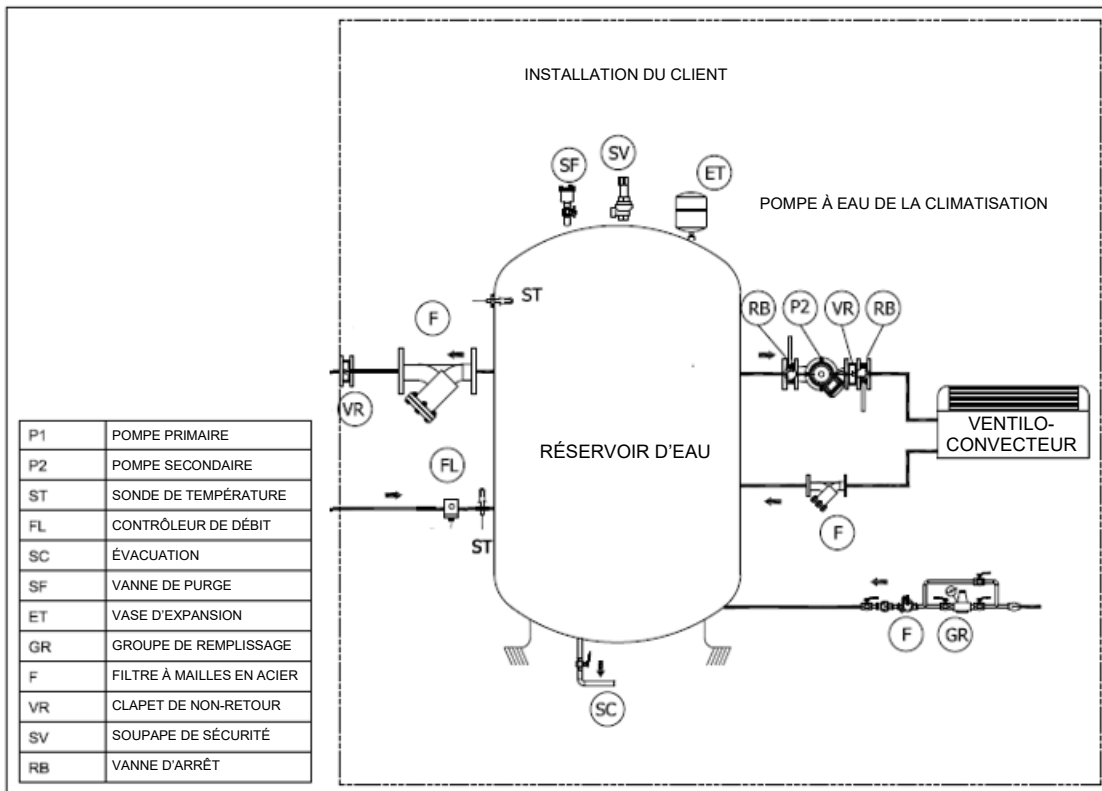 INSTALLATION DU CLIENT
SF
SV
ET
POMPE À EAU DE LA CLIMATISATION
ST
F
RB
P2
VR
RB
VR
VENTILO-
CONVECTEUR
RÉSERVOIR D'EAU
FL
ST
F
F
GR
SC
P1 POMPE PRIMAIRE
P2 POMPE SECONDAIRE
ST SONDE DE TEMPÉRATURE
FL CONTRÔLEUR DE DÉBIT
SC ÉVACUATION
SF VANNE DE PURGE
ET VASE D'EXPANSION
GR GROUPE DE REMPLISSAGE
F FILTRE À MAILLES EN ACIER
VR CLAPET DE NON-RETOUR
SV SOUPAPE DE SÉCURITÉ
RB VANNE D'ARRÊT